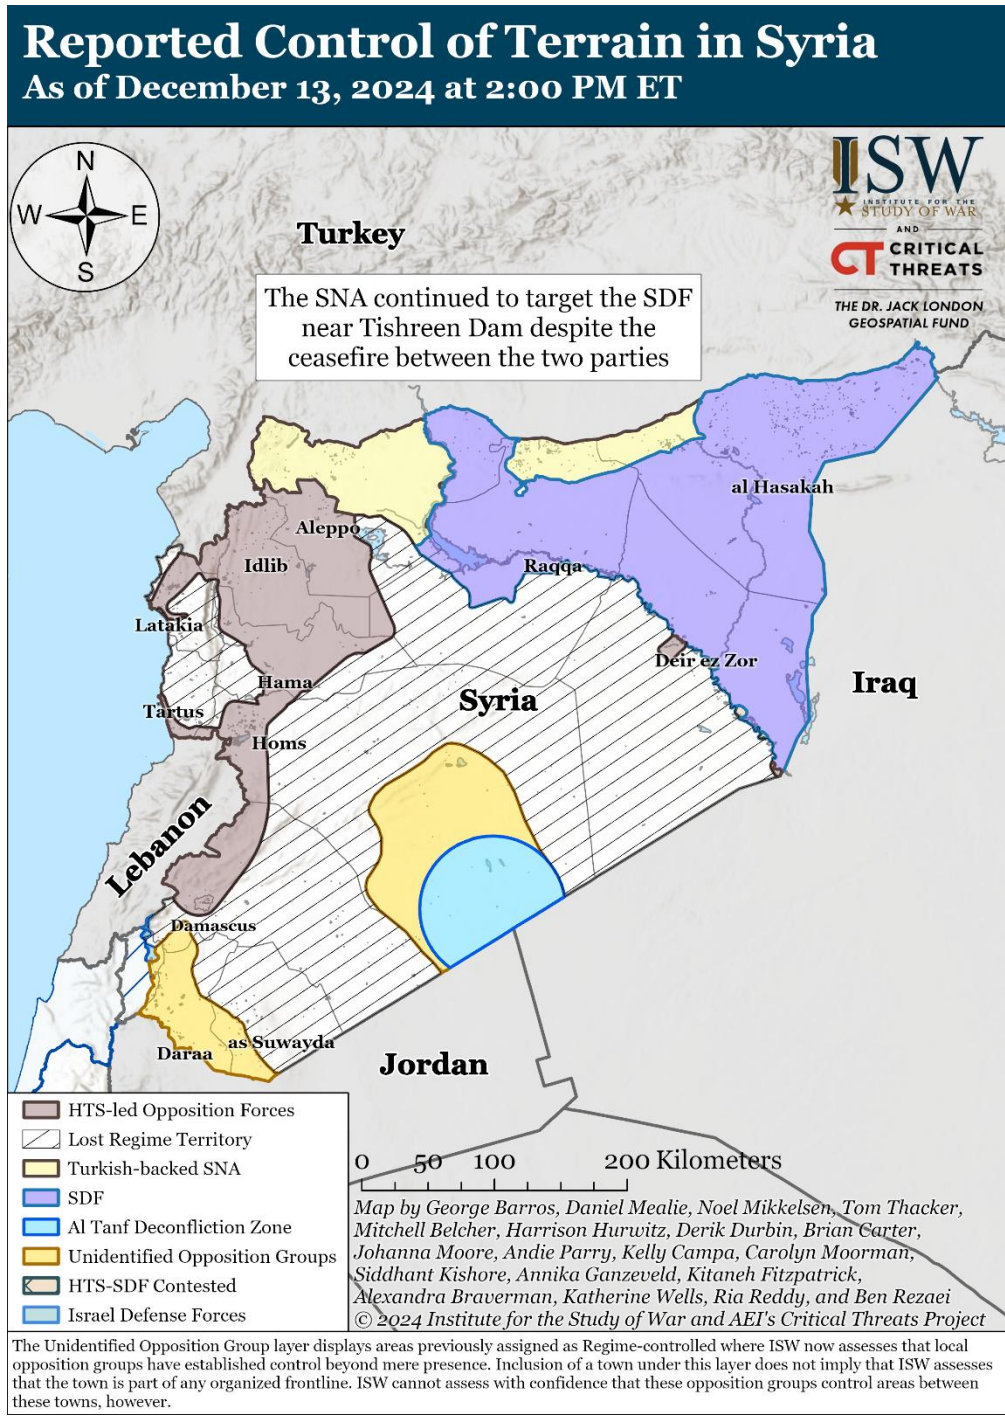 Reported Control of Terrain in Syria
As of December 13, 2024 at 2:00 PM ET
N
W
E
S
ISW
INSTITUTE FOR THE
STUDY OF WAR
AND
CT CRITICAL
THREATS
THE DR. JACK LONDON
GEOSPATIAL FUND
Turkey
The SNA continued to target the SDF
near Tishreen Dam despite the
ceasefire between the two parties
al Hasakah
Aleppo
Idlib
Raqqa
Latakia
Deir ez Zor
Hama
Syria
Iraq
Tartus
Homs
Lebanon
Damascus
Daraa
as Suwayda
Jordan
HTS-led Opposition Forces
Lost Regime Territory
Turkish-backed SNA
SDF
Al Tanf Deconfliction Zone
Unidentified Opposition Groups
HTS-SDF Contested
Israel Defense Forces
0 50 100 200 Kilometers
Map by George Barros, Daniel Mealie, Noel Mikkelsen, Tom Thacker,
Mitchell Belcher, Harrison Hurwitz, Derik Durbin, Brian Carter,
Johanna Moore, Andie Parry, Kelly Campa, Carolyn Moorman,
Siddhant Kishore, Annika Ganzeveld, Kitaneh Fitzpatrick,
Alexandra Braverman, Katherine Wells, Ria Reddy, and Ben Rezaei
© 2024 Institute for the Study of War and AEI's Critical Threats Project
The Unidentified Opposition Group layer displays areas previously assigned as Regime-controlled where ISW now assesses that local
opposition groups have established control beyond mere presence. Inclusion of a town under this layer does not imply that ISW assesses
that the town is part of any organized frontline. ISW cannot assess with confidence that these opposition groups control areas between
these towns, however.